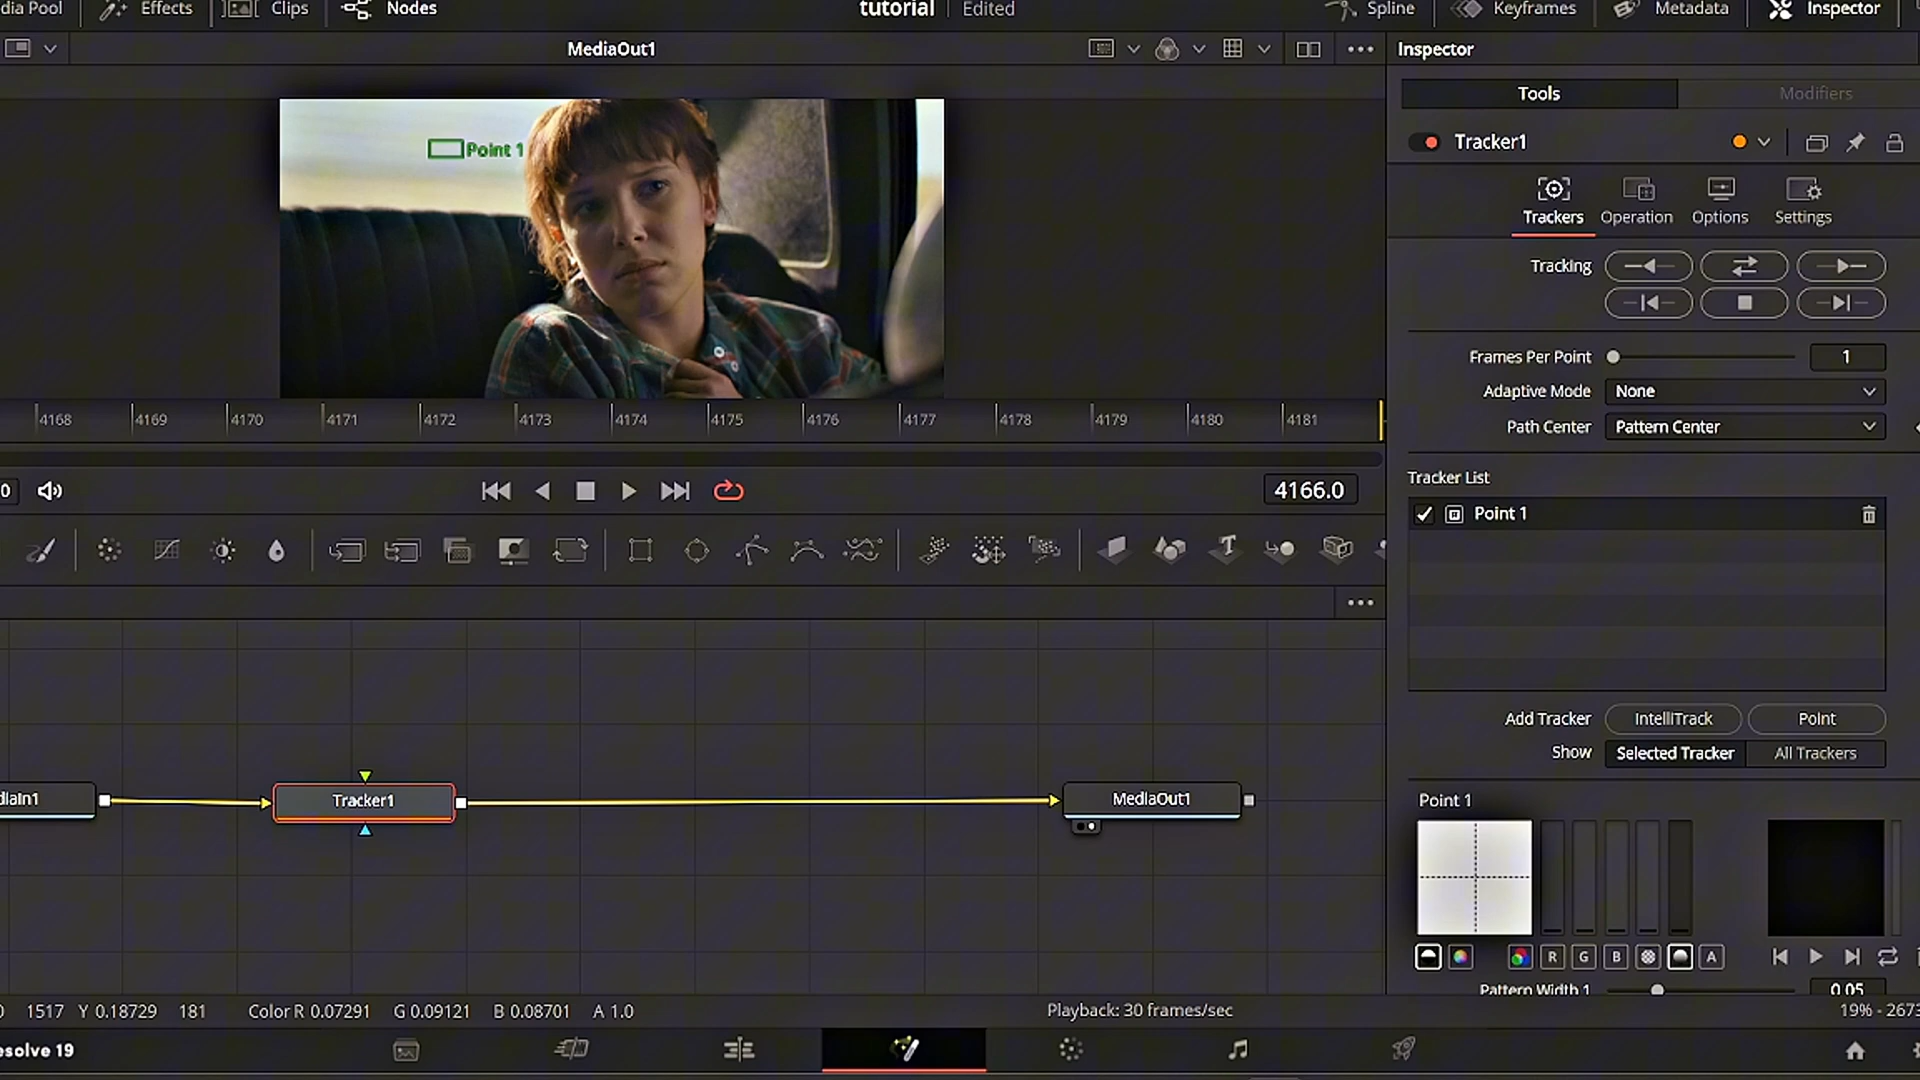 dia Pool Effects Clips Nodes tutorial Edited Spline Keyframes Metadata Inspector
MediaOut1
Inspector
Tools Modifiers
Tracker1
Point 1
Trackers Operation Options Settings
Tracking
Frames Per Point 1
Adaptive Mode None
Path Center Pattern Center
4168 4169 4170 4171 4172 4173 4174 4175 4176 4177 4178 4179 4180 4181
0 4166.0
Tracker List
Point 1
Add Tracker IntelliTrack Point
Show Selected Tracker All Trackers
diaIn1 Tracker1 MediaOut1
Point 1
R G B A
Pattern Width 1 0.05
0 1517 Y 0.18729 181 Color R 0.07291 G 0.09121 B 0.08701 A 1.0 Playback: 30 frames/sec 19% - 2673
esolve 19